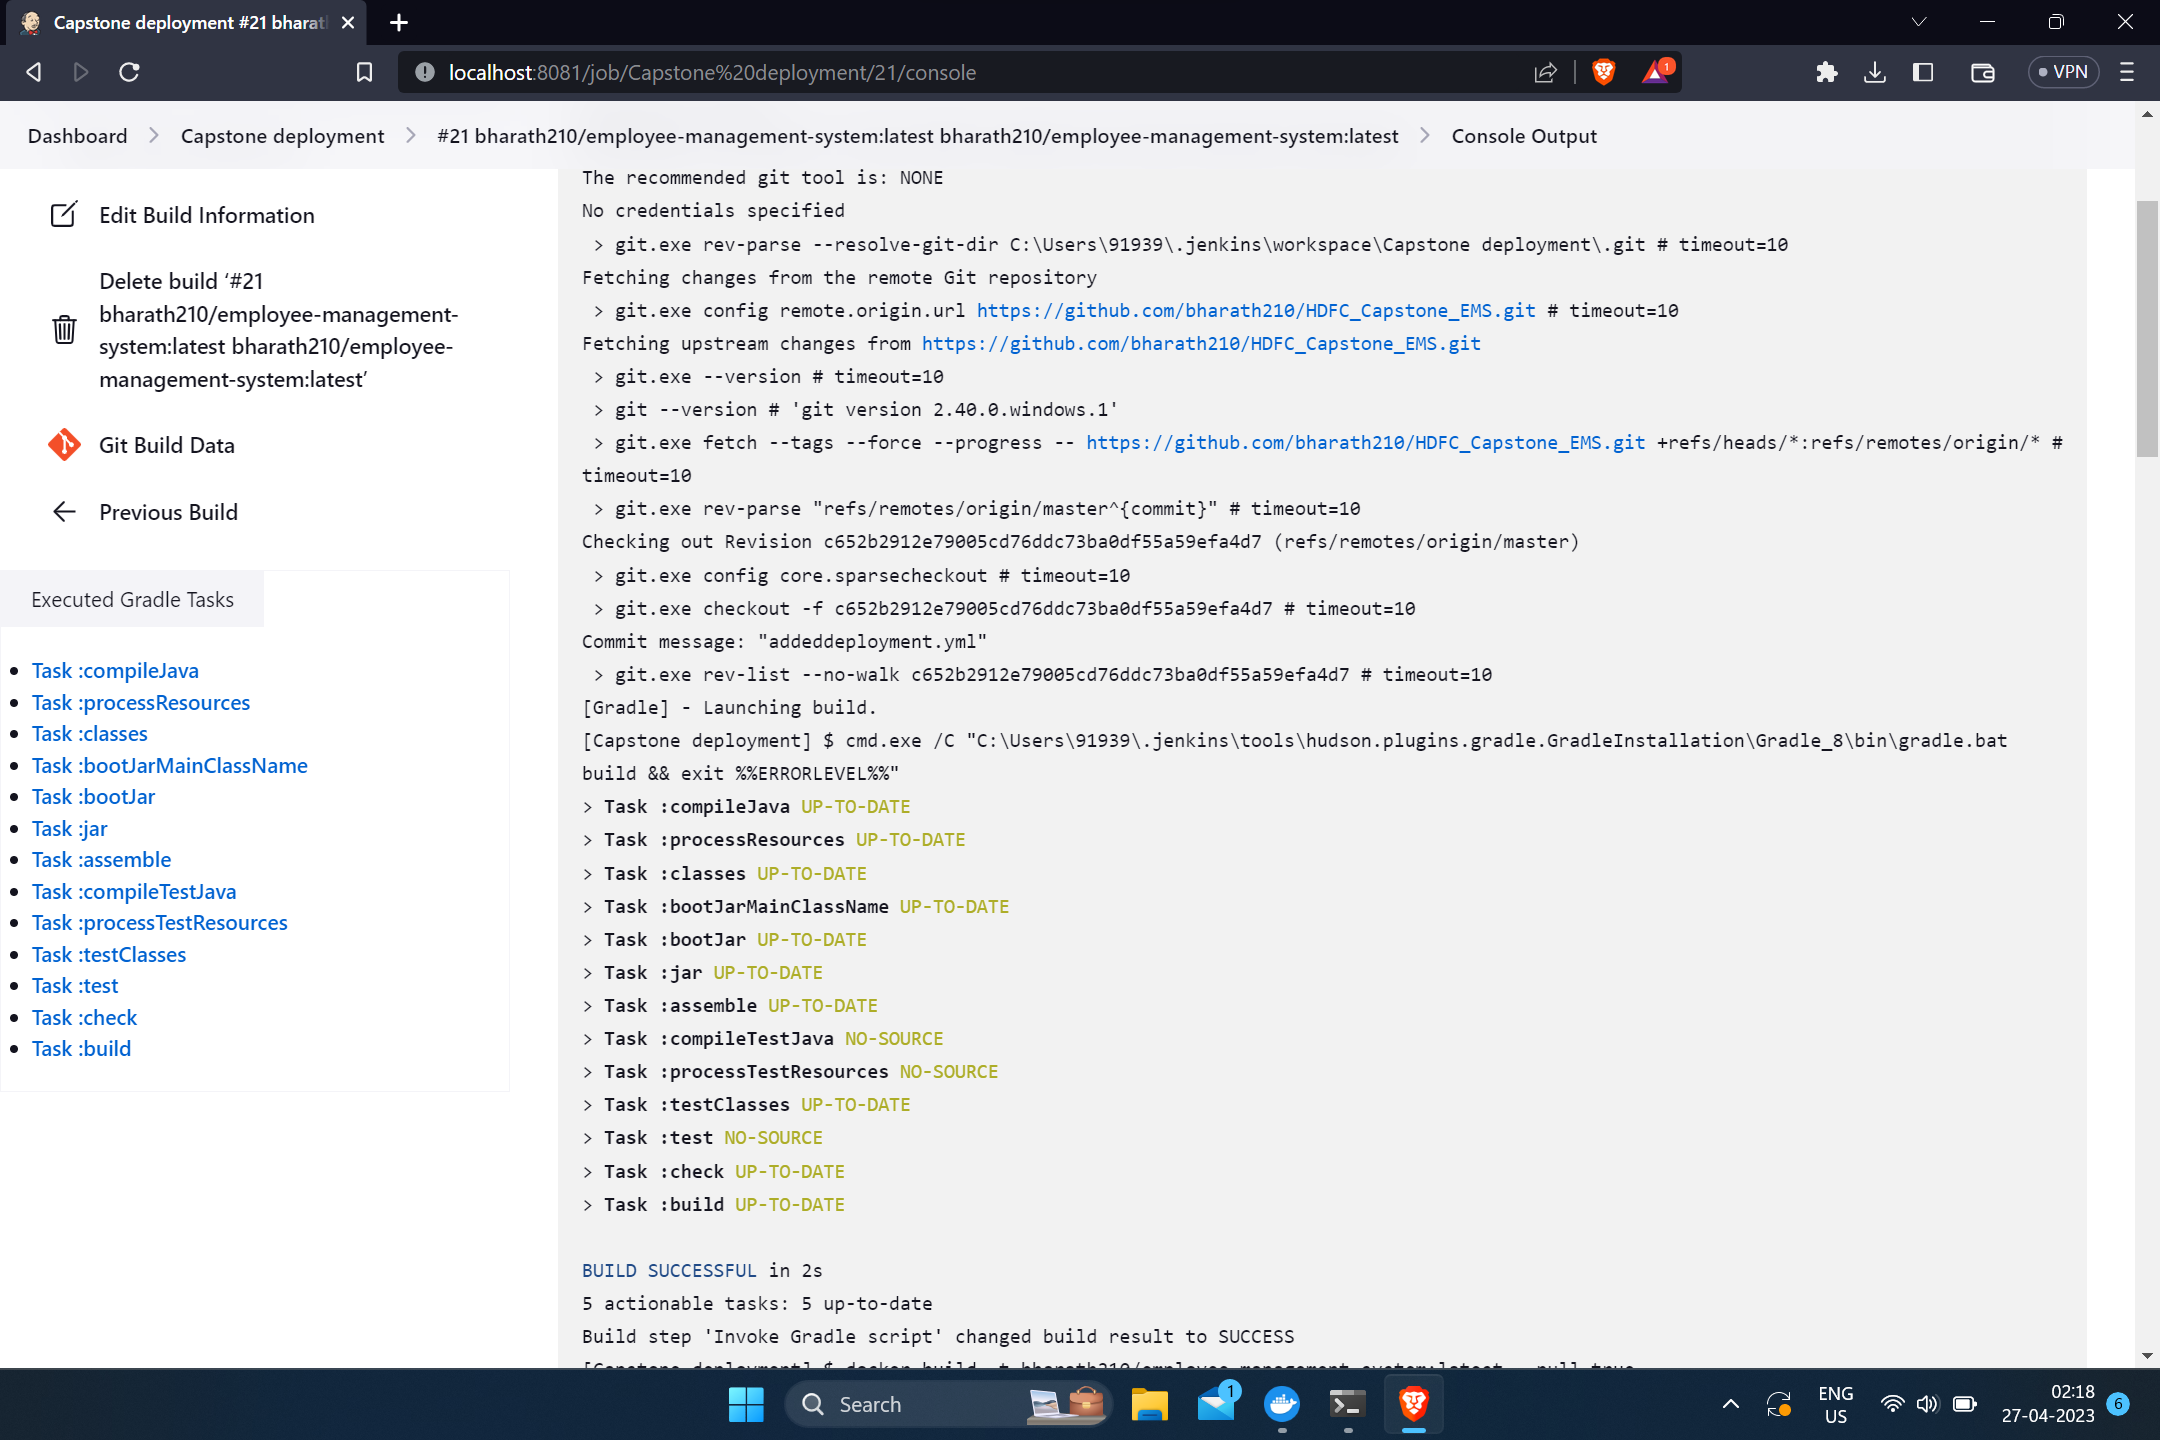 Capstone deployment #21 bharat
localhost:8081/job/Capstone%20deployment/21/console
1
VPN
Dashboard
Capstone deployment
#21 bharath210/employee-management-system:latest bharath210/employee-management-system:latest
Console Output
Edit Build Information
Delete build ‘#21
bharath210/employee-management-
system:latest bharath210/employee-
management-system:latest’
Git Build Data
Previous Build
Executed Gradle Tasks
Task :compileJava
Task :processResources
Task :classes
Task :bootJarMainClassName
Task :bootJar
Task :jar
Task :assemble
Task :compileTestJava
Task :processTestResources
Task :testClasses
Task :test
Task :check
Task :build
The recommended git tool is: NONE
No credentials specified
> git.exe rev-parse --resolve-git-dir C:\Users\91939\.jenkins\workspace\Capstone deployment\.git # timeout=10
Fetching changes from the remote Git repository
> git.exe config remote.origin.url https://github.com/bharath210/HDFC_Capstone_EMS.git # timeout=10
Fetching upstream changes from https://github.com/bharath210/HDFC_Capstone_EMS.git
> git.exe --version # timeout=10
> git --version # 'git version 2.40.0.windows.1'
> git.exe fetch --tags --force --progress -- https://github.com/bharath210/HDFC_Capstone_EMS.git +refs/heads/*:refs/remotes/origin/* #
timeout=10
> git.exe rev-parse "refs/remotes/origin/master^{commit}" # timeout=10
Checking out Revision c652b2912e79005cd76ddc73ba0df55a59efa4d7 (refs/remotes/origin/master)
> git.exe config core.sparsecheckout # timeout=10
> git.exe checkout -f c652b2912e79005cd76ddc73ba0df55a59efa4d7 # timeout=10
Commit message: "addeddeployment.yml"
> git.exe rev-list --no-walk c652b2912e79005cd76ddc73ba0df55a59efa4d7 # timeout=10
[Gradle] - Launching build.
[Capstone deployment] $ cmd.exe /C "C:\Users\91939\.jenkins\tools\hudson.plugins.gradle.GradleInstallation\Gradle_8\bin\gradle.bat
build && exit %%ERRORLEVEL%%"
> Task :compileJava UP-TO-DATE
> Task :processResources UP-TO-DATE
> Task :classes UP-TO-DATE
> Task :bootJarMainClassName UP-TO-DATE
> Task :bootJar UP-TO-DATE
> Task :jar UP-TO-DATE
> Task :assemble UP-TO-DATE
> Task :compileTestJava NO-SOURCE
> Task :processTestResources NO-SOURCE
> Task :testClasses UP-TO-DATE
> Task :test NO-SOURCE
> Task :check UP-TO-DATE
> Task :build UP-TO-DATE
BUILD SUCCESSFUL in 2s
5 actionable tasks: 5 up-to-date
Build step 'Invoke Gradle script' changed build result to SUCCESS
[Capstone deployment] $ docker build -t bharath210/employee-management-system:latest --pull=true
Search
1
ENG
US
02:18
27-04-2023
6